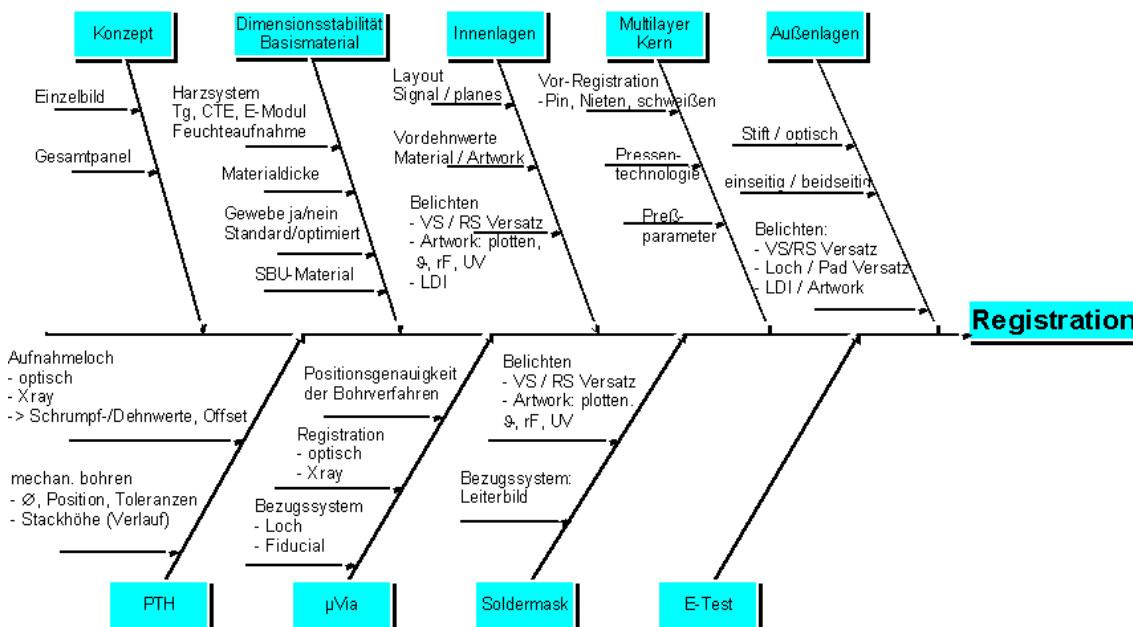 Konzept
Dimensionsstabilität
Basismaterial
Innenlagen
Multilayer
Kern
Außenlagen
Einzelbild
Gesamtpanel
Harzsystem
Tg, CTE, E-Modul
Feuchteaufnahme
Materialdicke
Gewebe ja/nein
Standard/optimiert
SBU-Material
Layout
Signal / planes
Vordehnwerte
Material / Artwork
Belichten
- VS / RS Versatz
- Artwork: plotten,
ϑ, rF, UV
- LDI
Vor-Registration
-Pin, Nieten, schweißen
Pressen-
technologie
Preß-
parameter
Stift / optisch
einseitig / beidseitig
Belichten:
- VS/RS Versatz
- Loch / Pad Versatz
- LDI / Artwork
Registration
Aufnahmeloch
- optisch
- Xray
-> Schrumpf-/Dehnwerte, Offset
mechan. bohren
- Ø, Position, Toleranzen
- Stackhöhe (Verlauf)
Positionsgenauigkeit
der Bohrverfahren
Registration
- optisch
- Xray
Bezugssystem
- Loch
- Fiducial
Belichten
- VS / RS Versatz
- Artwork: plotten.
ϑ, rF, UV
Bezugssystem:
Leiterbild
PTH
µVia
Soldermask
E-Test